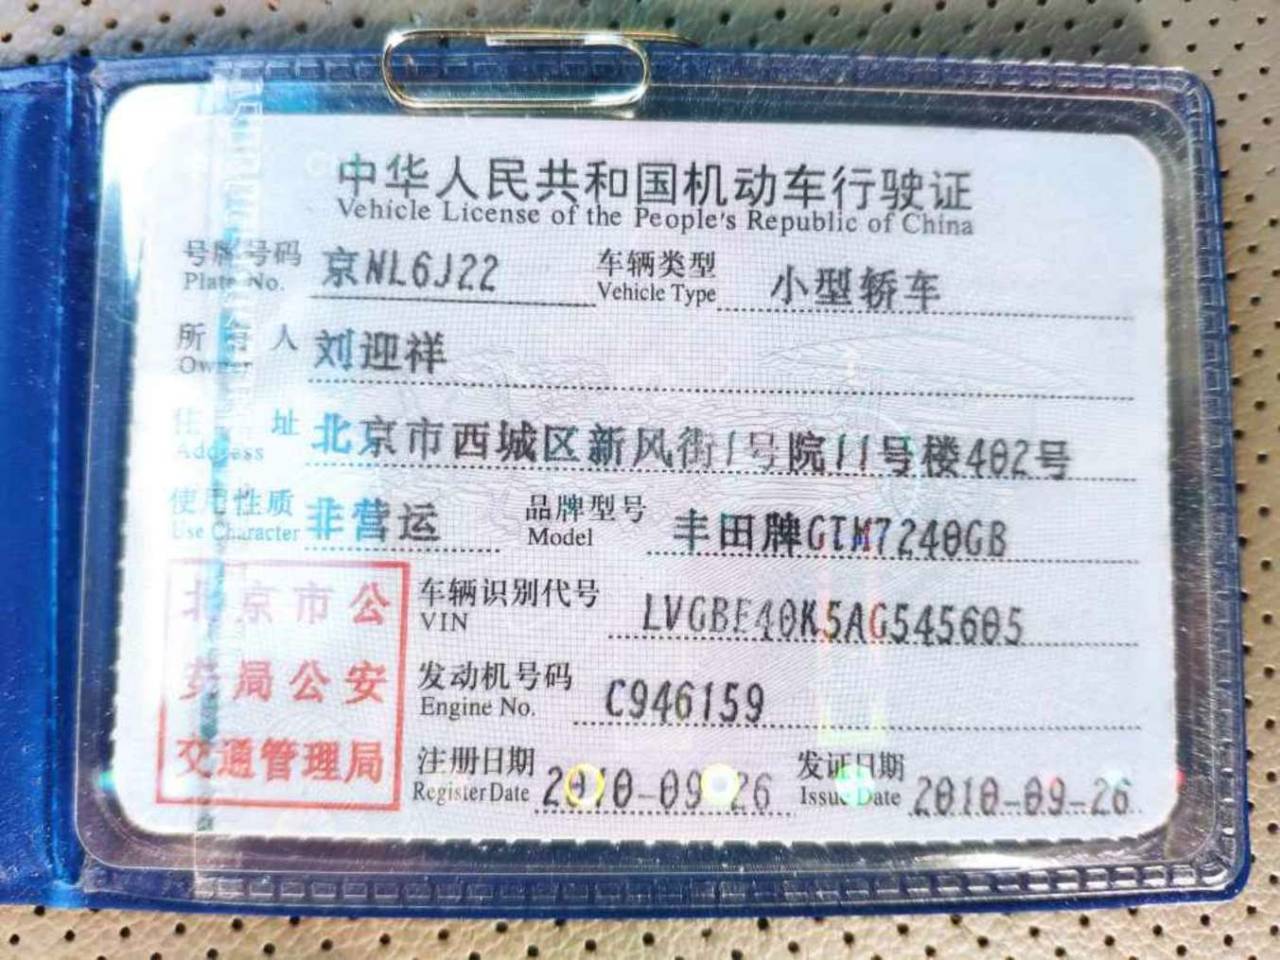 中华人民共和国机动车行驶证
Vehicle License of the People's Republic of China
号牌号码 京NL6J22 车辆类型 小型轿车
Plate No. Vehicle Type
所有人 刘迎祥
Owner
住址 北京市西城区新风街1号院11号楼402号
Address
使用性质 非营运 品牌型号 丰田牌GTM7240GB
Use Character Model
北京市公安局公安交通管理局
车辆识别代号 LVGBE40K5AG545605
VIN
发动机号码 C946159
Engine No.
注册日期 2010-09-26 发证日期 2010-09-26
Register Date Issue Date